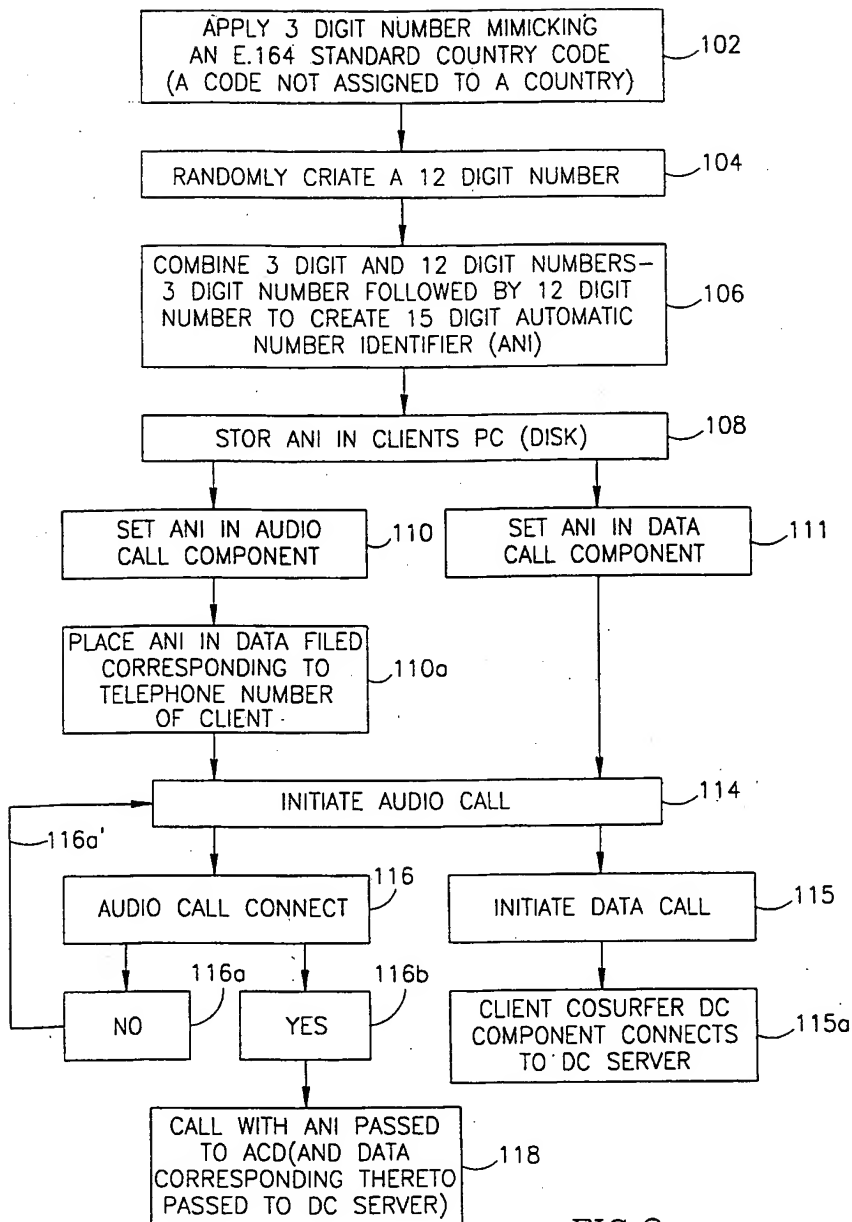 APPLY 3 DIGIT NUMBER MIMICKING
AN E.164 STANDARD COUNTRY CODE
(A CODE NOT ASSIGNED TO A COUNTRY)
102
RANDOMLY CRIATE A 12 DIGIT NUMBER
104
COMBINE 3 DIGIT AND 12 DIGIT NUMBERS-
3 DIGIT NUMBER FOLLOWED BY 12 DIGIT
NUMBER TO CREATE 15 DIGIT AUTOMATIC
NUMBER IDENTIFIER (ANI)
106
STOR ANI IN CLIENTS PC (DISK)
108
SET ANI IN AUDIO
CALL COMPONENT
110
SET ANI IN DATA
CALL COMPONENT
111
PLACE ANI IN DATA FILED
CORRESPONDING TO
TELEPHONE NUMBER
OF CLIENT
110a
INITIATE AUDIO CALL
114
116a'
AUDIO CALL CONNECT
116
INITIATE DATA CALL
115
NO
116a
YES
116b
CLIENT COSURFER DC
COMPONENT CONNECTS
TO DC SERVER
115a
CALL WITH ANI PASSED
TO ACD(AND DATA
CORRESPONDING THERETO
PASSED TO DC SERVER)
118